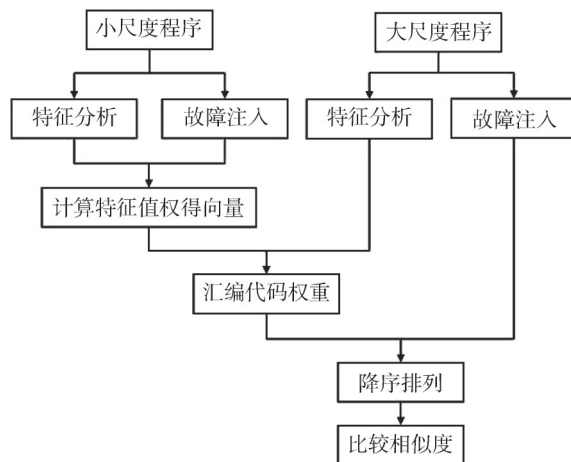 小尺度程序
大尺度程序
特征分析
故障注入
特征分析
故障注入
计算特征值权得向量
汇编代码权重
降序排列
比较相似度